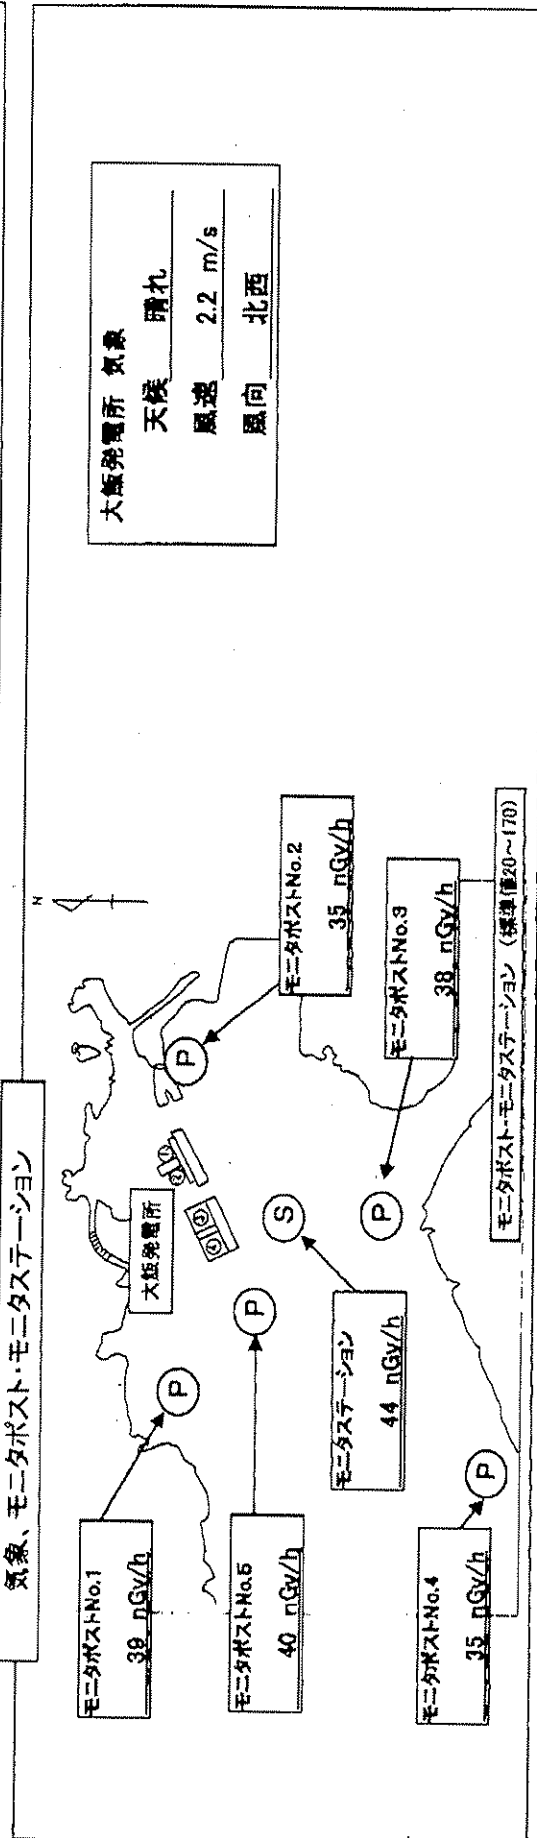 気象、モニタポスト・モニタステーション
N
大飯発電所 気象
天候 晴れ
風速 2.2 m/s
風向 北西
モニタポストNo.1
39 nGy/h
大飯発電所
①
②
③
④
P
P
モニタポストNo.2
35 nGy/h
モニタポストNo.5
40 nGy/h
P
S
モニタステーション
44 nGy/h
P
モニタポストNo.3
38 nGy/h
モニタポストNo.4
35 nGy/h
P
モニタポスト・モニタステーション (標準値20~170)